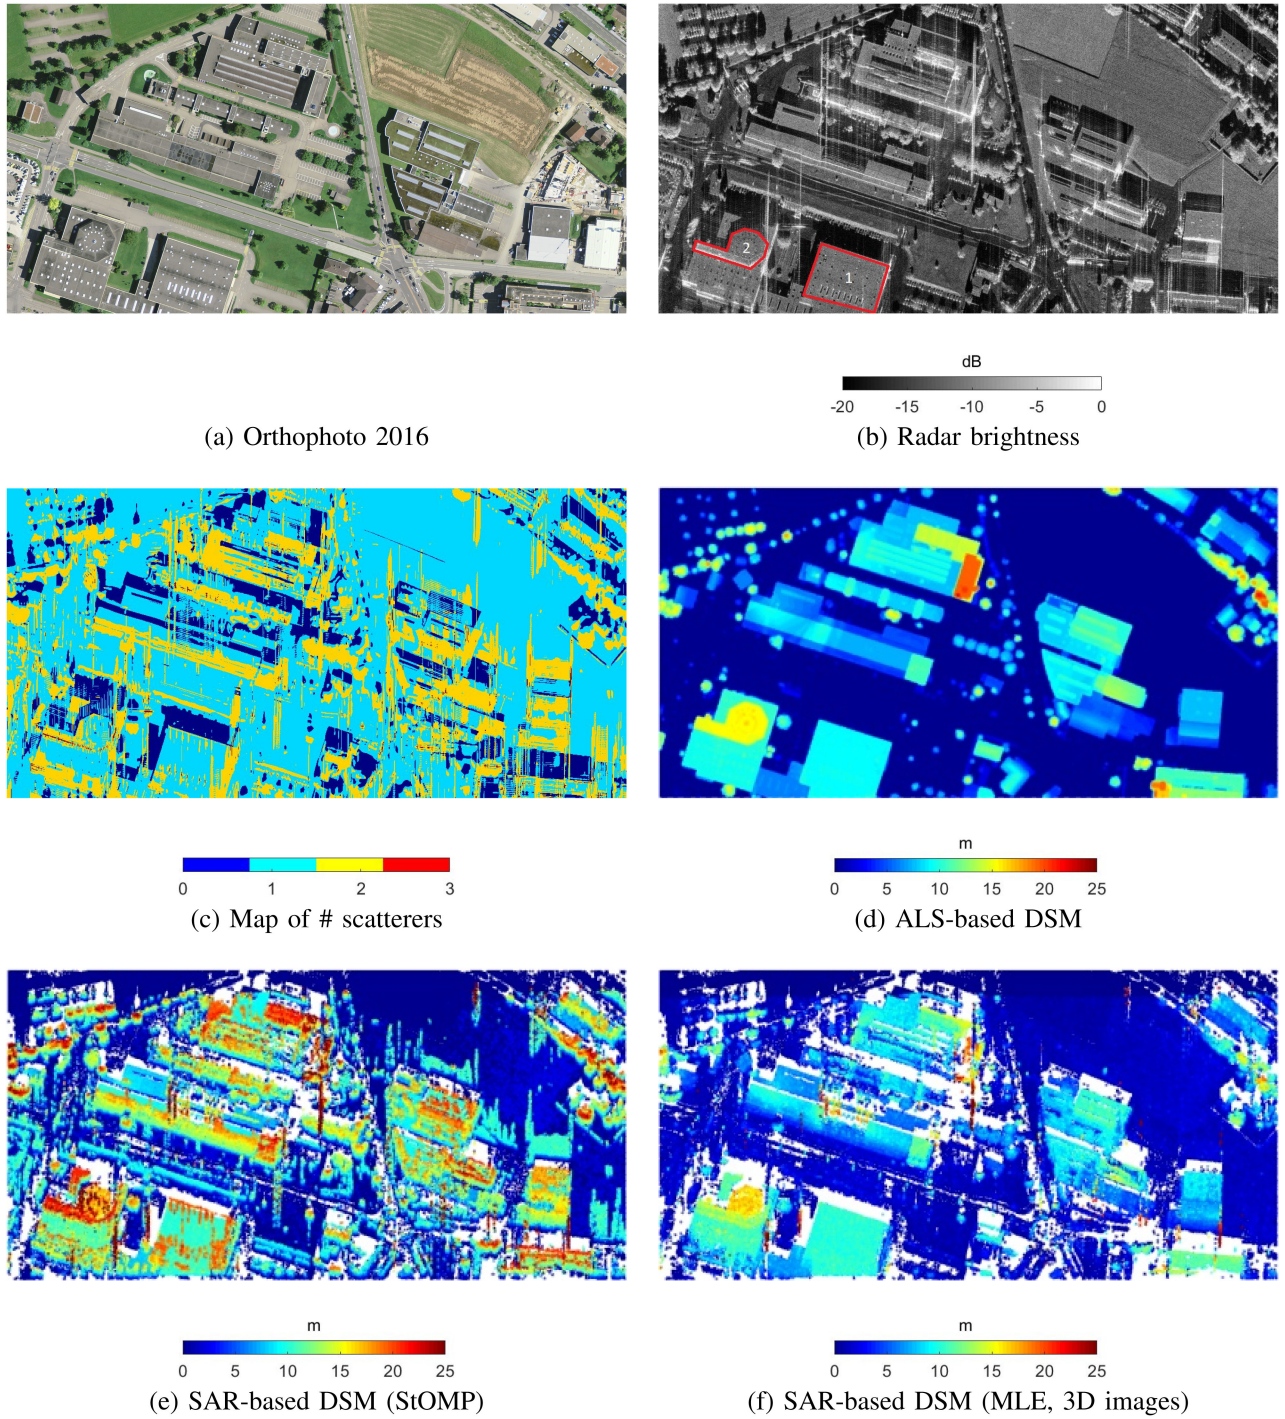 2
1
dB
-20 -15 -10 -5 0
(a) Orthophoto 2016
(b) Radar brightness
0 1 2 3
(c) Map of # scatterers
m
0 5 10 15 20 25
(d) ALS-based DSM
m
0 5 10 15 20 25
(e) SAR-based DSM (StOMP)
m
0 5 10 15 20 25
(f) SAR-based DSM (MLE, 3D images)